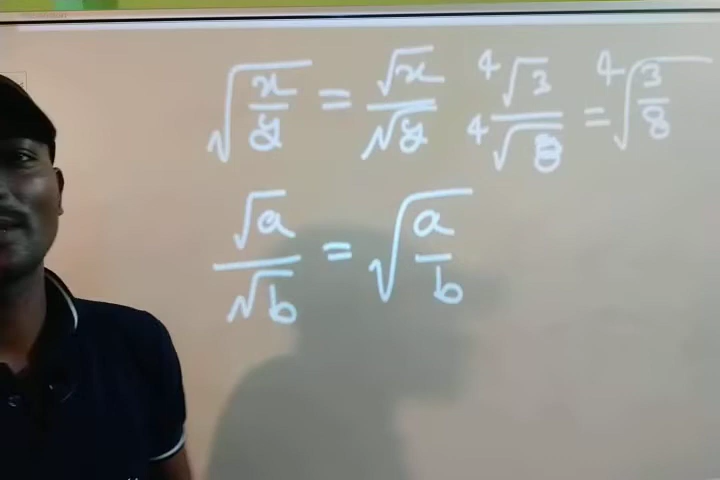 √(x/y) = √x/√y  ⁴√3/⁴√8 = ⁴√(3/8)
√a/√b = √(a/b)